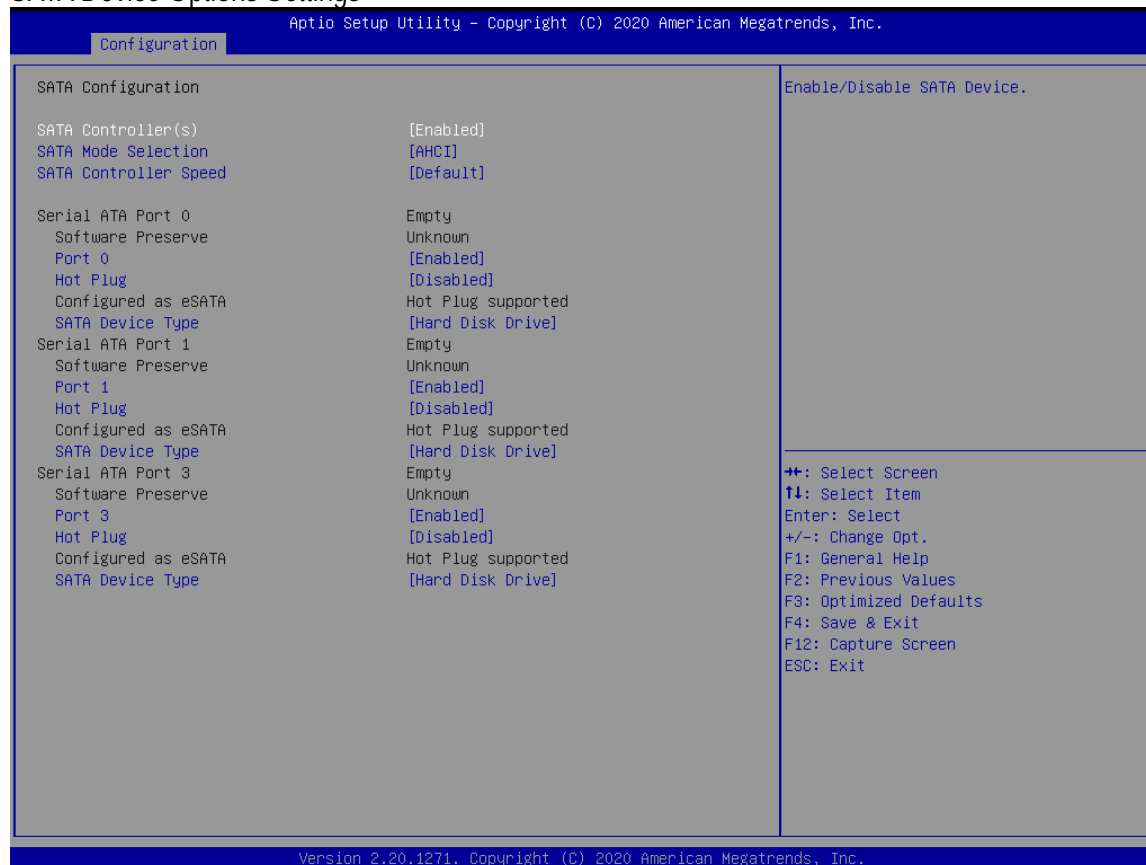 SATA Device Options Settings
Aptio Setup Utility – Copyright (C) 2020 American Megatrends, Inc.
Configuration
SATA Configuration
SATA Controller(s) [Enabled]
SATA Mode Selection [AHCI]
SATA Controller Speed [Default]
Serial ATA Port 0 Empty
Software Preserve Unknown
Port 0 [Enabled]
Hot Plug [Disabled]
Configured as eSATA Hot Plug supported
SATA Device Type [Hard Disk Drive]
Serial ATA Port 1 Empty
Software Preserve Unknown
Port 1 [Enabled]
Hot Plug [Disabled]
Configured as eSATA Hot Plug supported
SATA Device Type [Hard Disk Drive]
Serial ATA Port 3 Empty
Software Preserve Unknown
Port 3 [Enabled]
Hot Plug [Disabled]
Configured as eSATA Hot Plug supported
SATA Device Type [Hard Disk Drive]
Enable/Disable SATA Device.
→←: Select Screen
↑↓: Select Item
Enter: Select
+/-: Change Opt.
F1: General Help
F2: Previous Values
F3: Optimized Defaults
F4: Save & Exit
F12: Capture Screen
ESC: Exit
Version 2.20.1271. Copyright (C) 2020 American Megatrends, Inc.